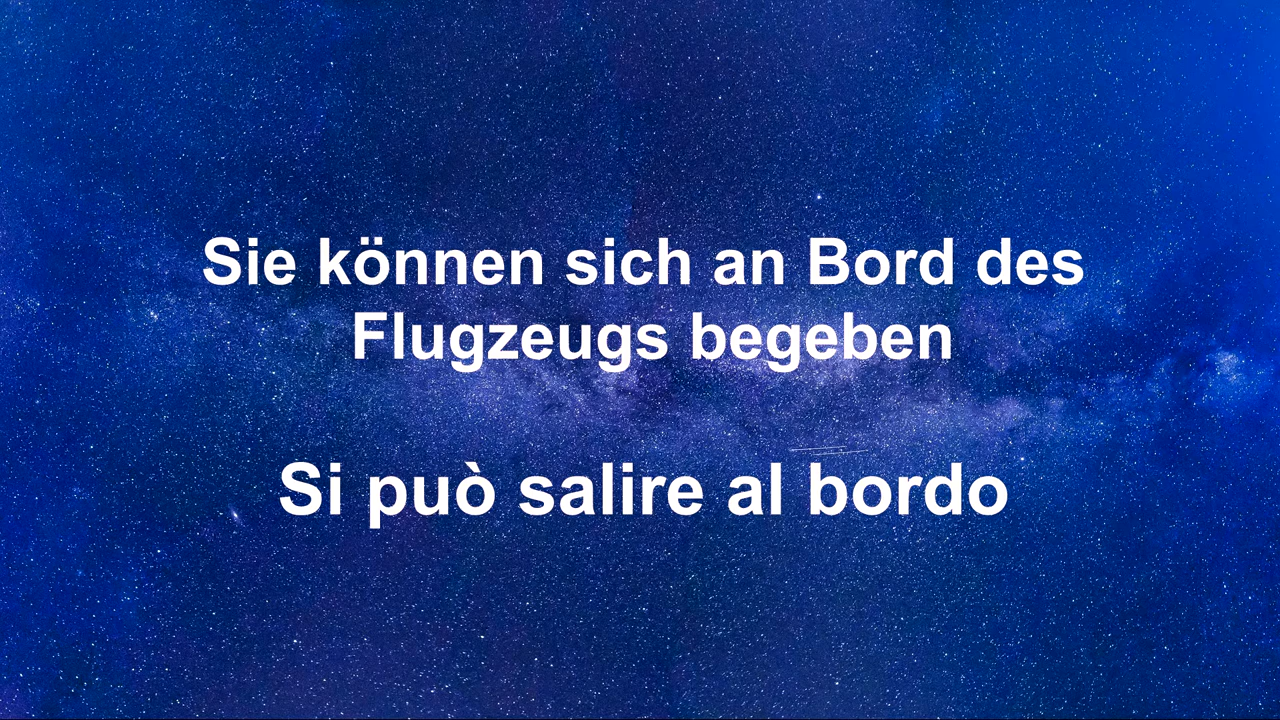 Sie können sich an Bord des
Flugzeugs begeben
Si può salire al bordo